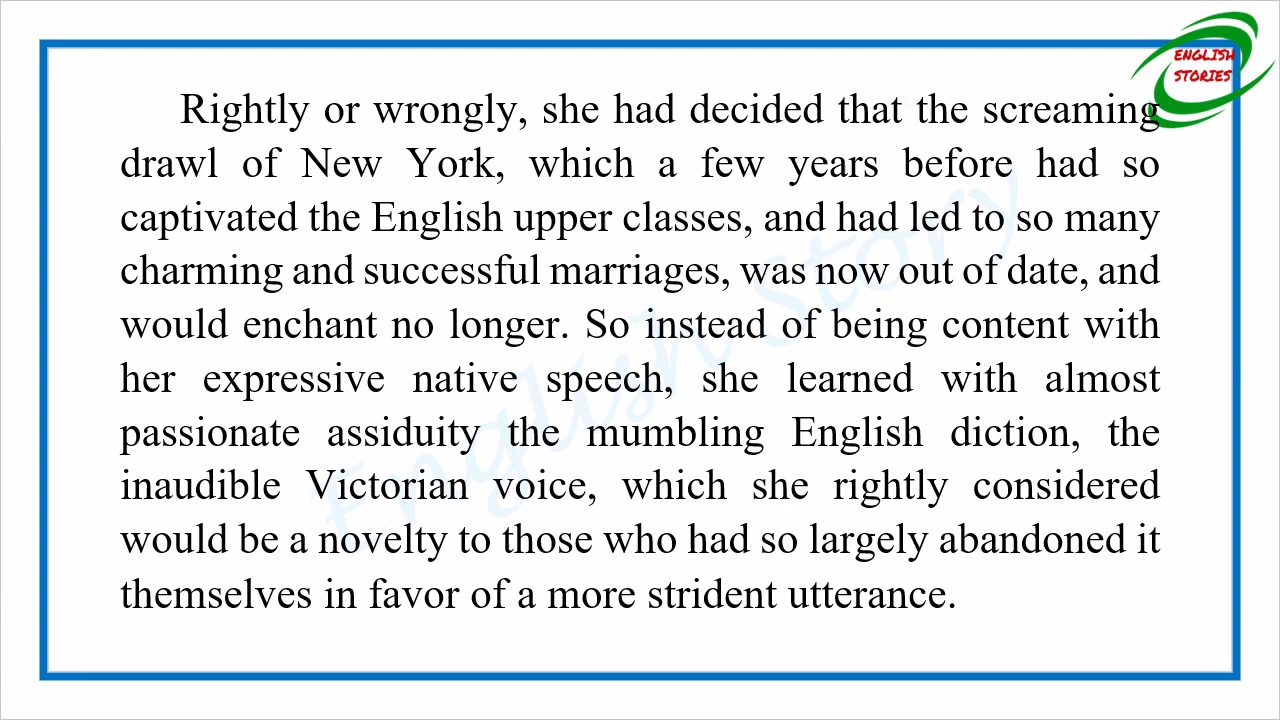 ENGLISH
STORIES
Rightly or wrongly, she had decided that the screaming
drawl of New York, which a few years before had so
captivated the English upper classes, and had led to so many
charming and successful marriages, was now out of date, and
would enchant no longer. So instead of being content with
her expressive native speech, she learned with almost
passionate assiduity the mumbling English diction, the
inaudible Victorian voice, which she rightly considered
would be a novelty to those who had so largely abandoned it
themselves in favor of a more strident utterance.
English Story